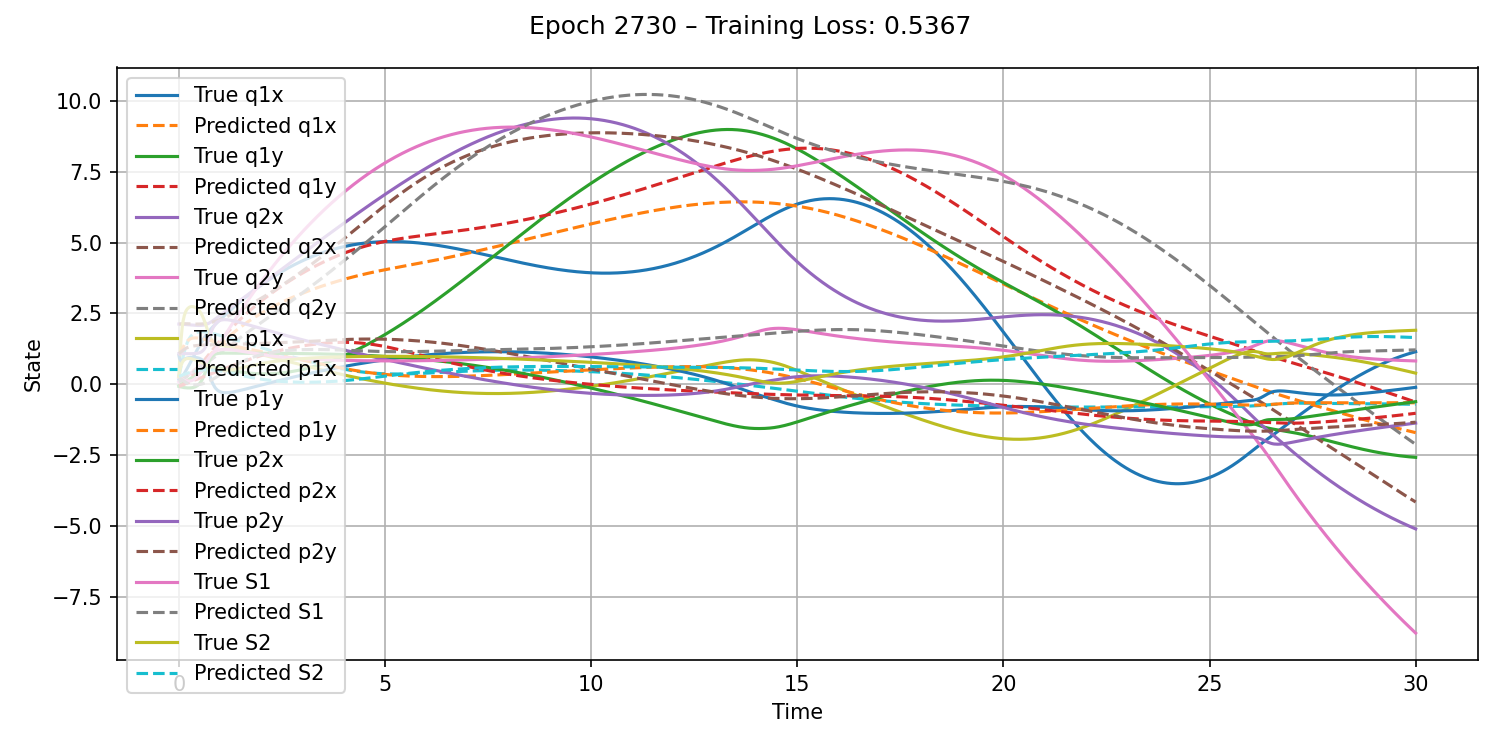 Epoch 2730 – Training Loss: 0.5367
State
10.0
7.5
5.0
2.5
0.0
−2.5
−5.0
−7.5
True q1x
Predicted q1x
True q1y
Predicted q1y
True q2x
Predicted q2x
True q2y
Predicted q2y
True p1x
Predicted p1x
True p1y
Predicted p1y
True p2x
Predicted p2x
True p2y
Predicted p2y
True S1
Predicted S1
True S2
Predicted S2
0 5 10 15 20 25 30
Time